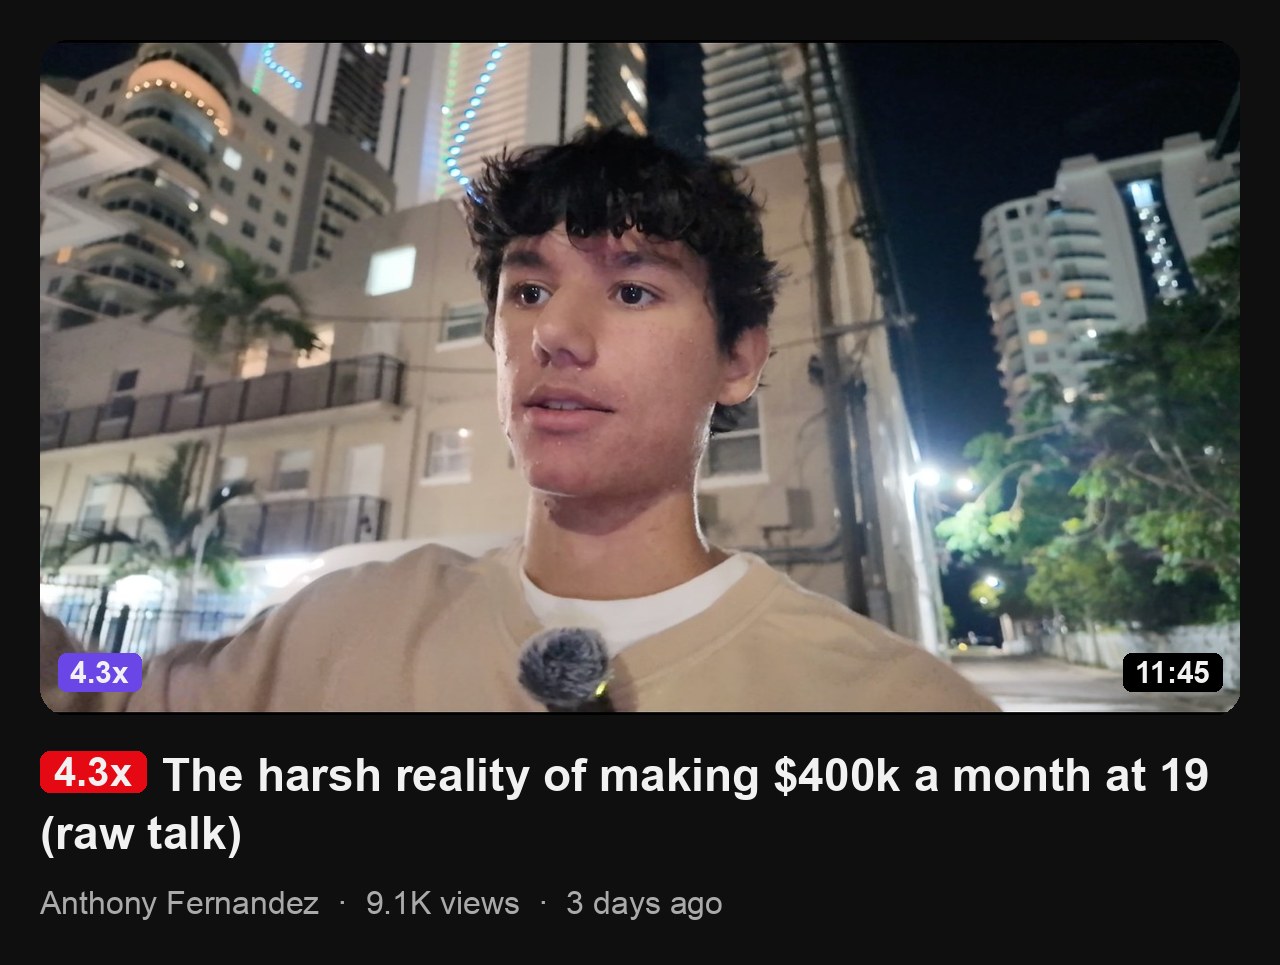 4.3x
11:45
4.3x The harsh reality of making $400k a month at 19
(raw talk)
Anthony Fernandez · 9.1K views · 3 days ago